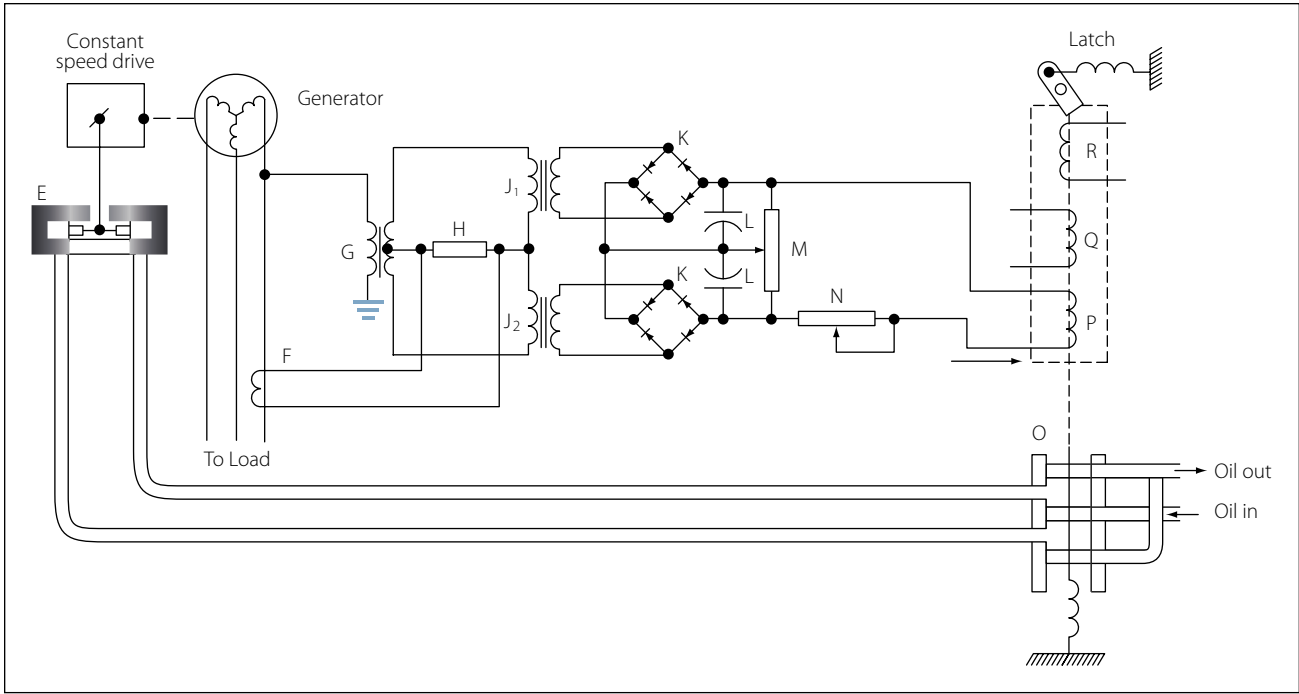 Constant
speed drive
Latch
Generator
K
R
E
J1
L
Q
H
G
M
K
L
N
J2
P
F
O
To Load
Oil out
Oil in